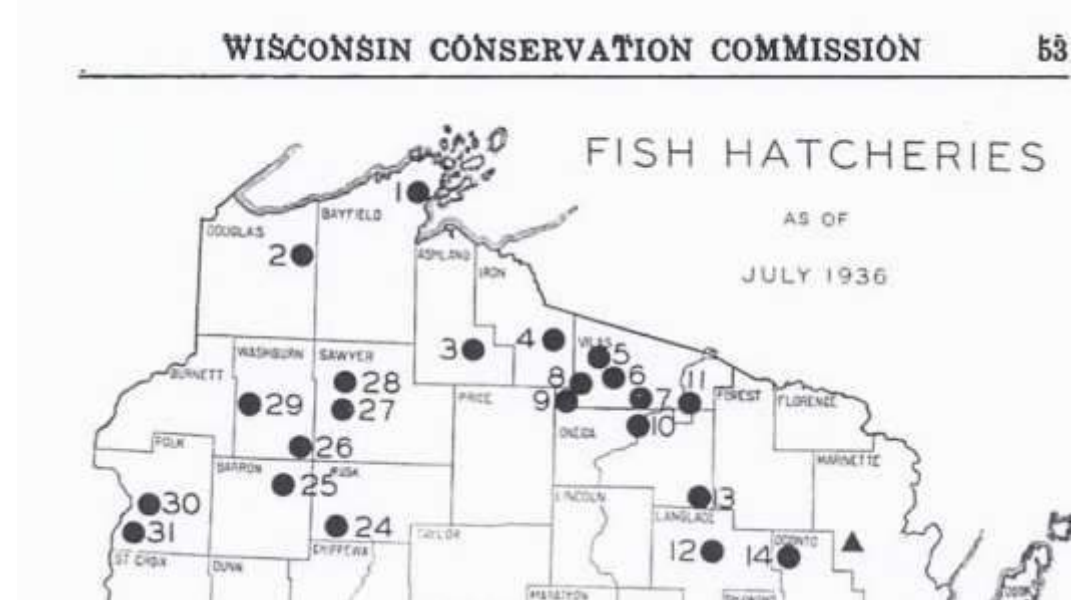 WISCONSIN CONSERVATION COMMISSION 53
FISH HATCHERIES
AS OF
JULY 1936
1
BAYFIELD
DOUGLAS
2
ASHLAND
IRON
4
VILAS
5
3
WASHBURN
SAWYER
BURNETT
28
8
6
11
29
27
9
7
PRICE
FOREST
FLORENCE
10
ONEIDA
POLK
26
BARRON
RUSK
MARINETTE
25
30
LINCOLN
13
31
24
LANGLADE
TAYLOR
OCONTO
12
14
CHIPPEWA
ST CROIX
DUNN
MARATHON